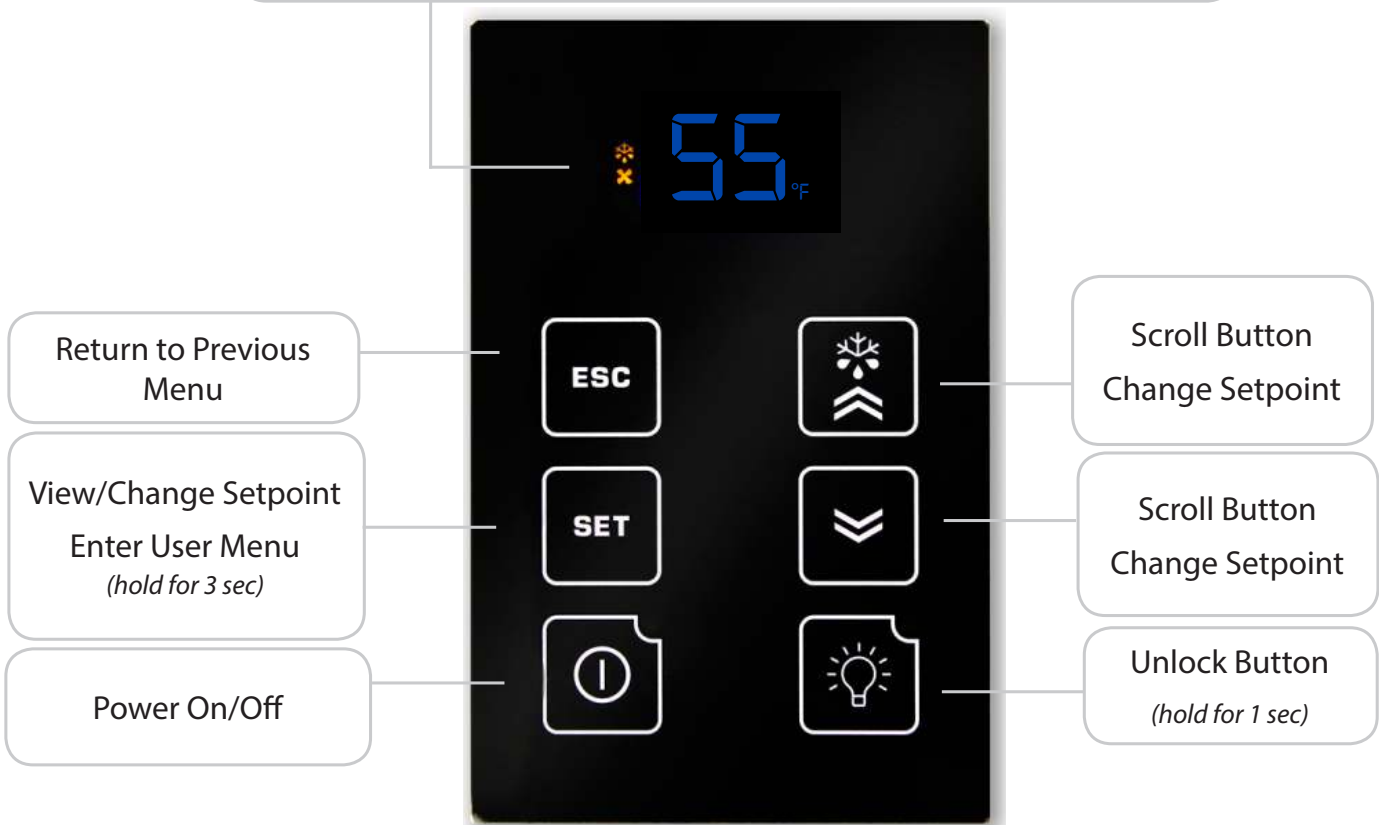 55 °F
Return to Previous
Menu
ESC
Scroll Button
Change Setpoint
View/Change Setpoint
Enter User Menu
(hold for 3 sec)
SET
Scroll Button
Change Setpoint
Power On/Off
Unlock Button
(hold for 1 sec)